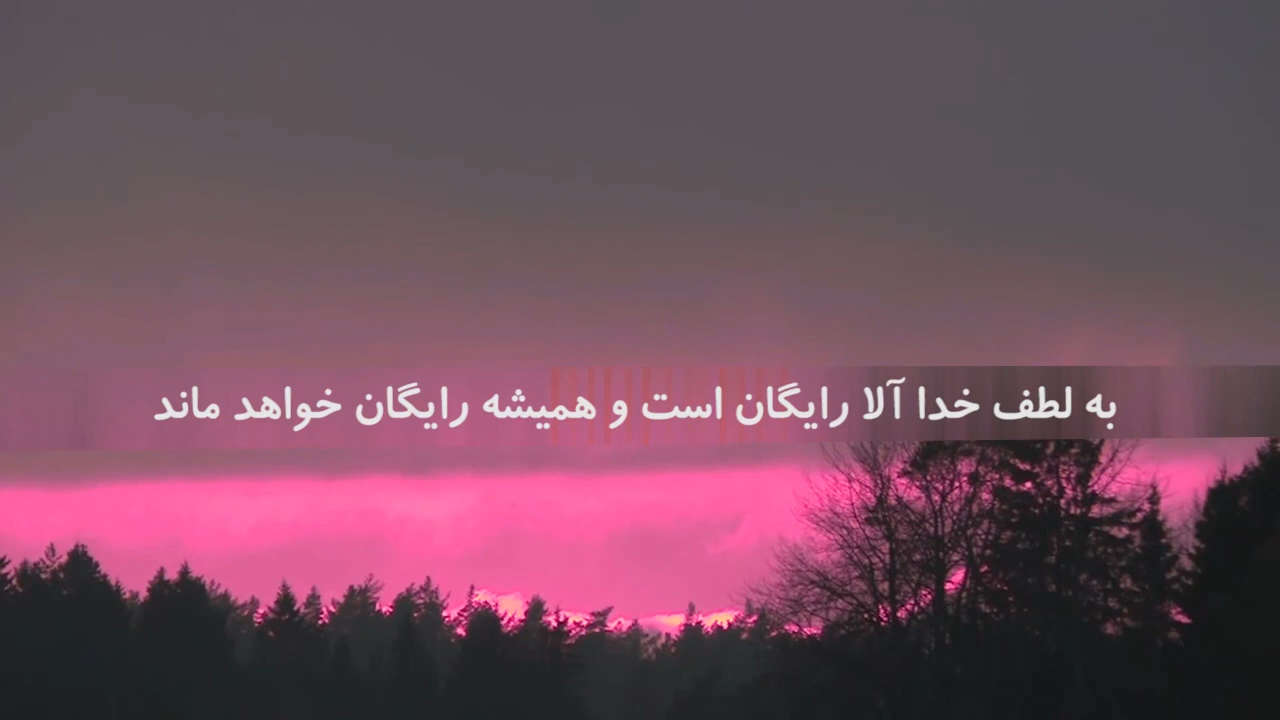 به لطف خدا آلا رایگان است و همیشه رایگان خواهد ماند